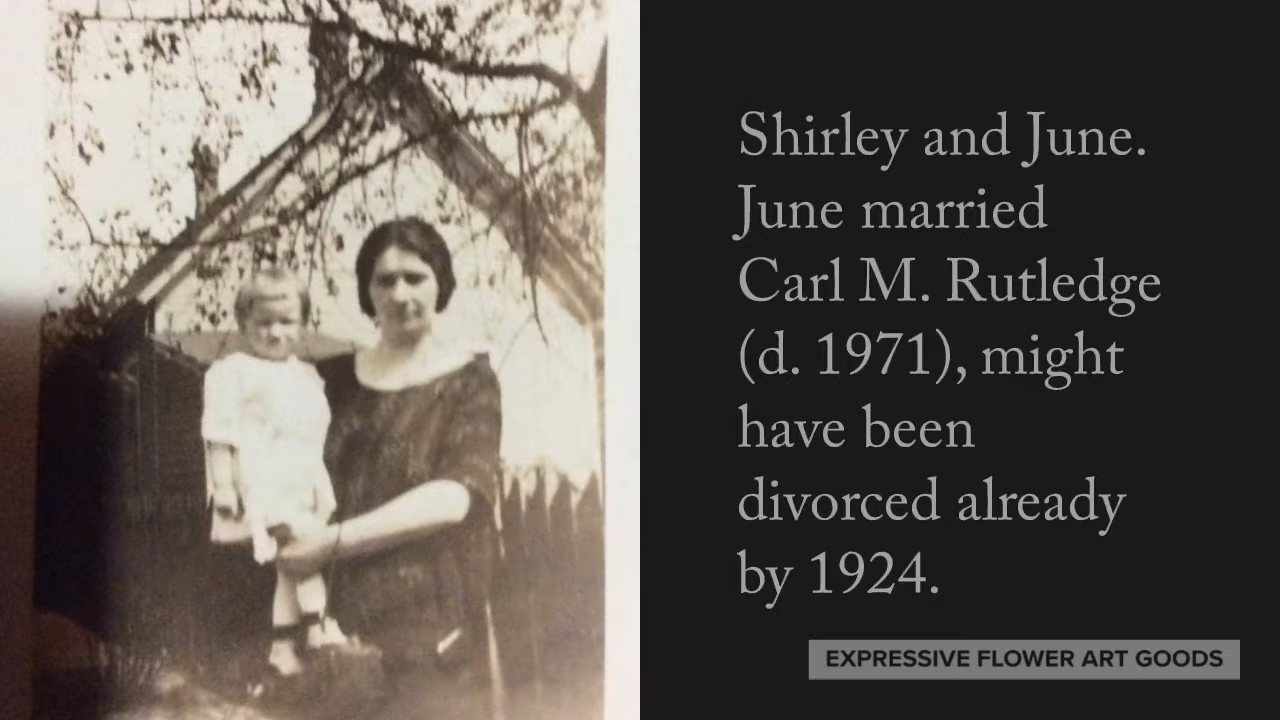 Shirley and June.
June married
Carl M. Rutledge
(d. 1971), might
have been
divorced already
by 1924.
EXPRESSIVE FLOWER ART GOODS